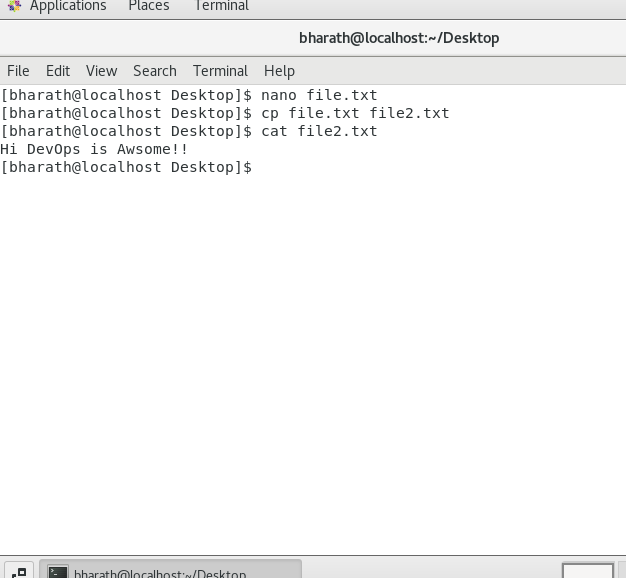 Applications Places Terminal
bharath@localhost:~/Desktop
File Edit View Search Terminal Help
[bharath@localhost Desktop]$ nano file.txt
[bharath@localhost Desktop]$ cp file.txt file2.txt
[bharath@localhost Desktop]$ cat file2.txt
Hi DevOps is Awsome!!
[bharath@localhost Desktop]$
bharath@localhost:~/Desktop